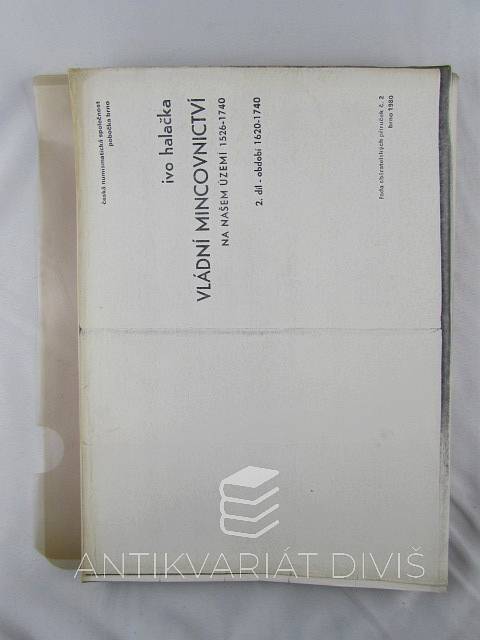 česká numismatická společnost
pobočka brno
ivo halačka
VLÁDNÍ MINCOVNICTVÍ
NA NAŠEM ÚZEMÍ 1526-1740
2. díl - období 1620-1740
Řada sběratelských příruček č. 2
Brno 1980
ANTIKVARIÁT DIVIŠ